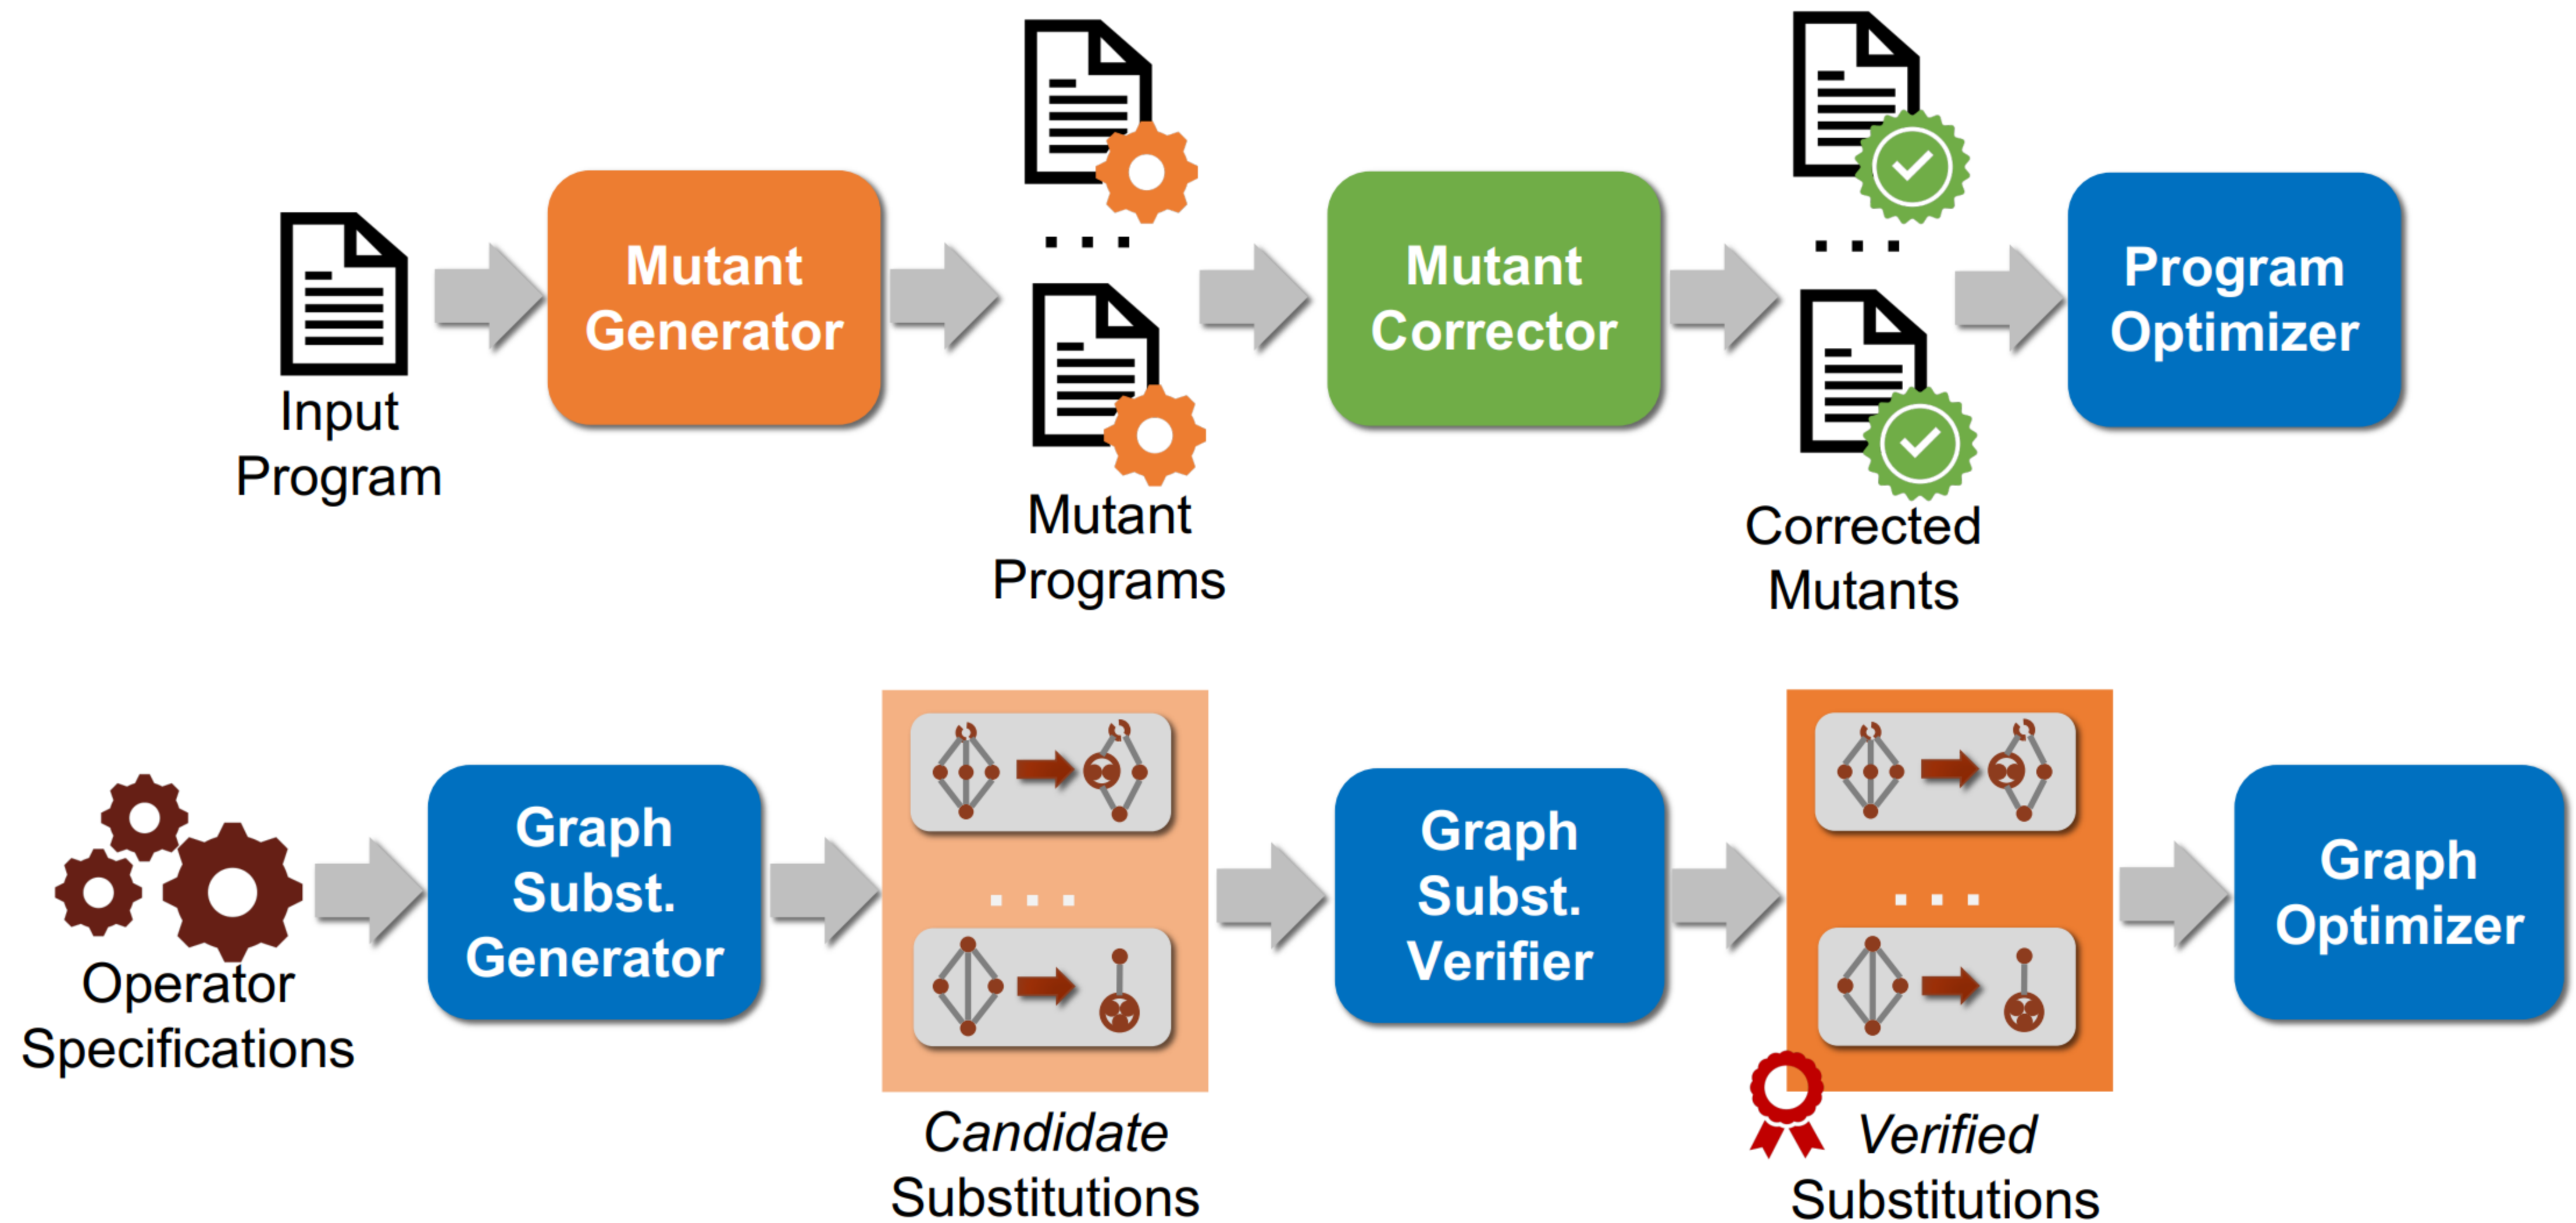 Input
Program
Mutant
Generator
Mutant
Programs
Mutant
Corrector
Corrected
Mutants
Program
Optimizer
Operator
Specifications
Graph
Subst.
Generator
Candidate
Substitutions
Graph
Subst.
Verifier
Verified
Substitutions
Graph
Optimizer